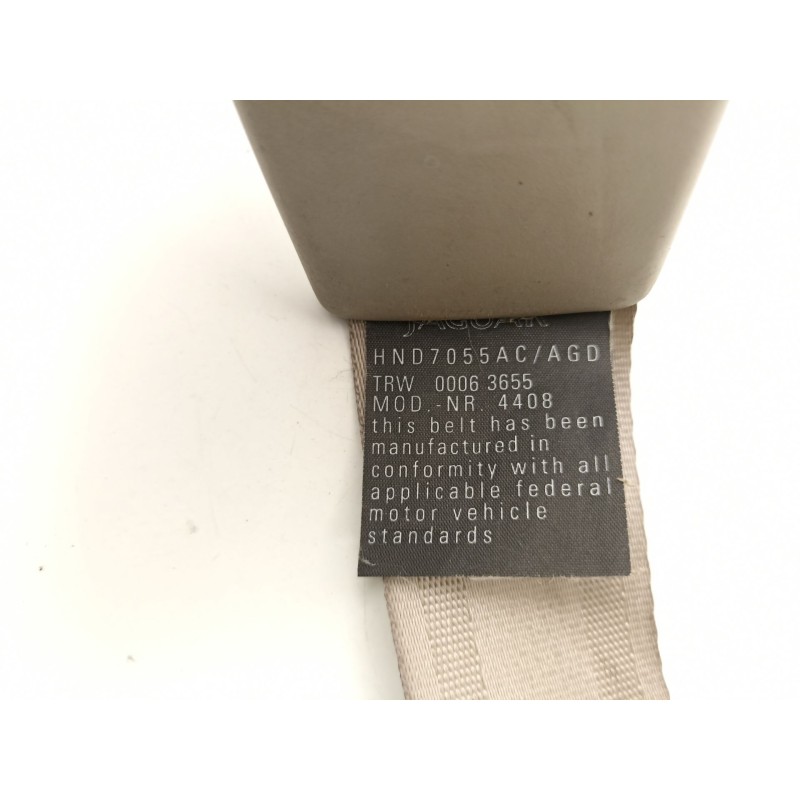 JAGUAR
HND7055AC/AGD
TRW 0006 3655
MOD.-NR. 4408
this belt has been
manufactured in
conformity with all
applicable federal
motor vehicle
standards